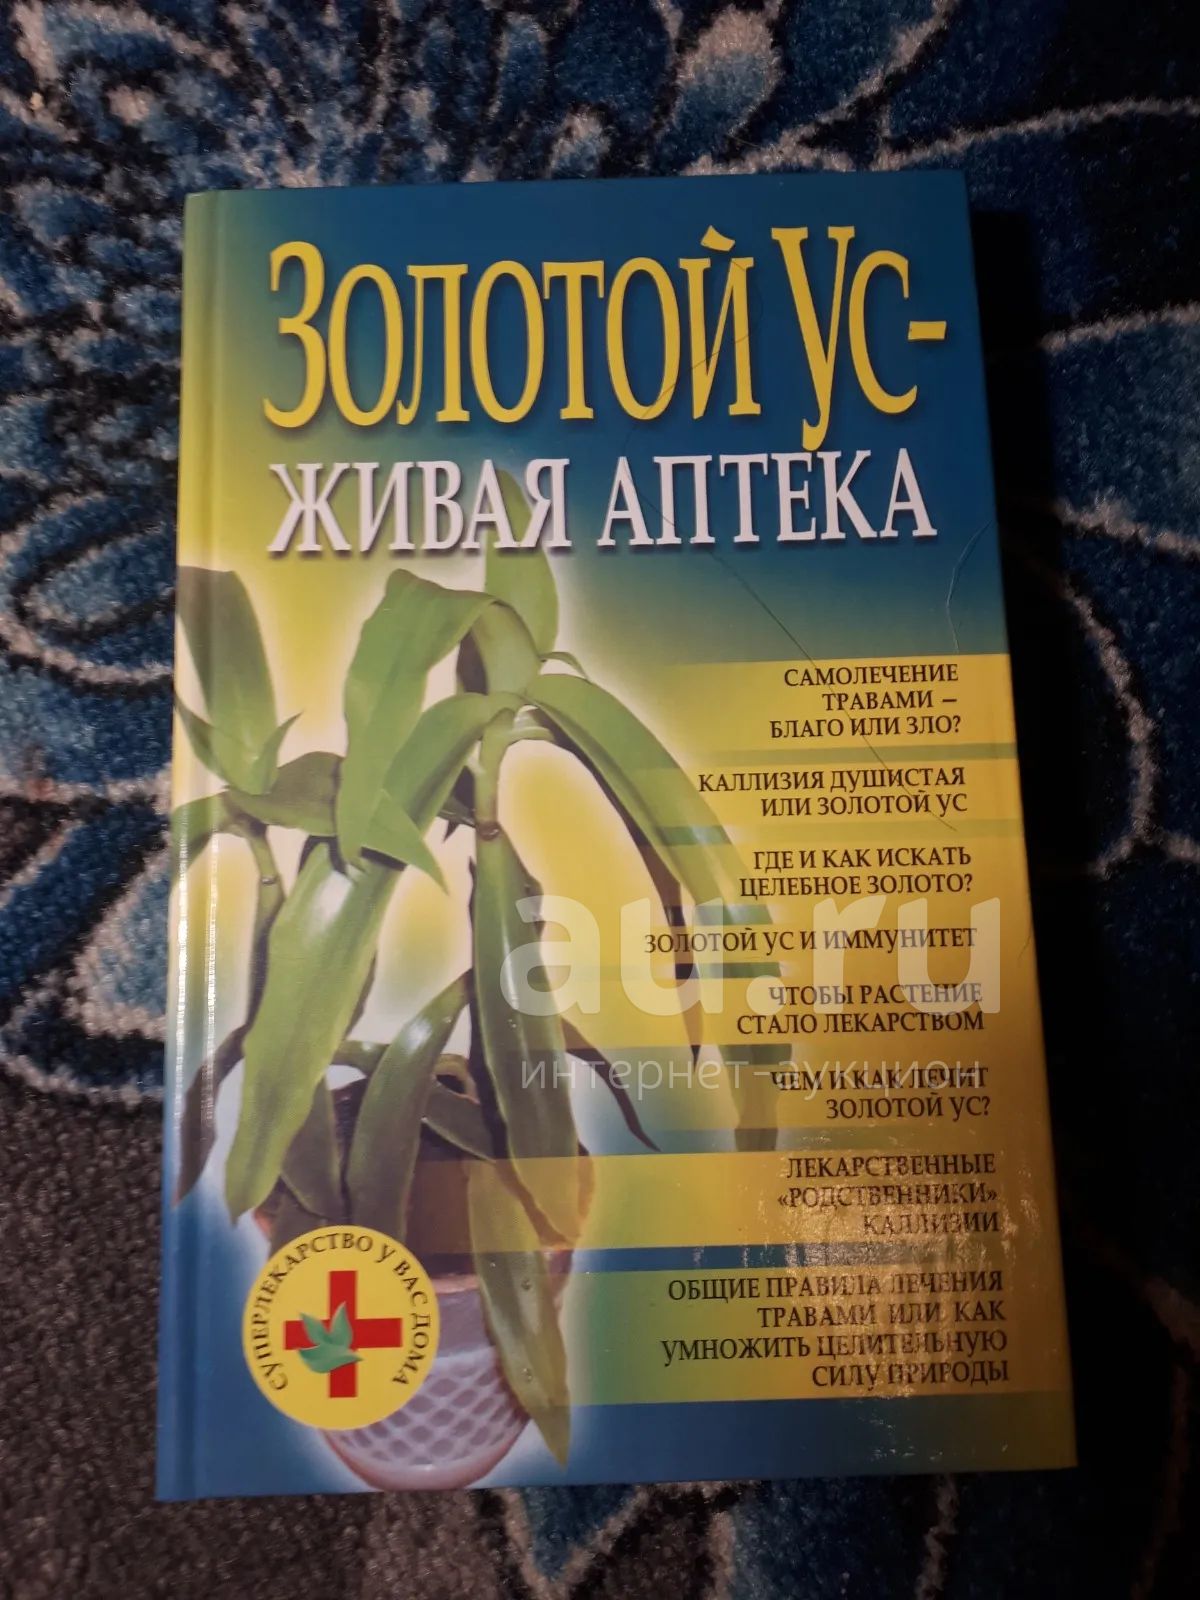 Золотой Ус-
ЖИВАЯ АПТЕКА
САМОЛЕЧЕНИЕ
ТРАВАМИ –
БЛАГО ИЛИ ЗЛО?
КАЛЛИЗИЯ ДУШИСТАЯ
ИЛИ ЗОЛОТОЙ УС
ГДЕ И КАК ИСКАТЬ
ЦЕЛЕБНОЕ ЗОЛОТО?
au.ru
ЗОЛОТОЙ УС И ИММУНИТЕТ
ЧТОБЫ РАСТЕНИЕ
СТАЛО ЛЕКАРСТВОМ
интернет-аукцион
ЧЕМ И КАК ЛЕЧИТ
ЗОЛОТОЙ УС?
ЛЕКАРСТВЕННЫЕ
«РОДСТВЕННИКИ»
КАЛЛИЗИИ
СУПЕРЛЕКАРСТВО У ВАС ДОМА
ОБЩИЕ ПРАВИЛА ЛЕЧЕНИЯ
ТРАВАМИ ИЛИ КАК
УМНОЖИТЬ ЦЕЛИТЕЛЬНУЮ
СИЛУ ПРИРОДЫ